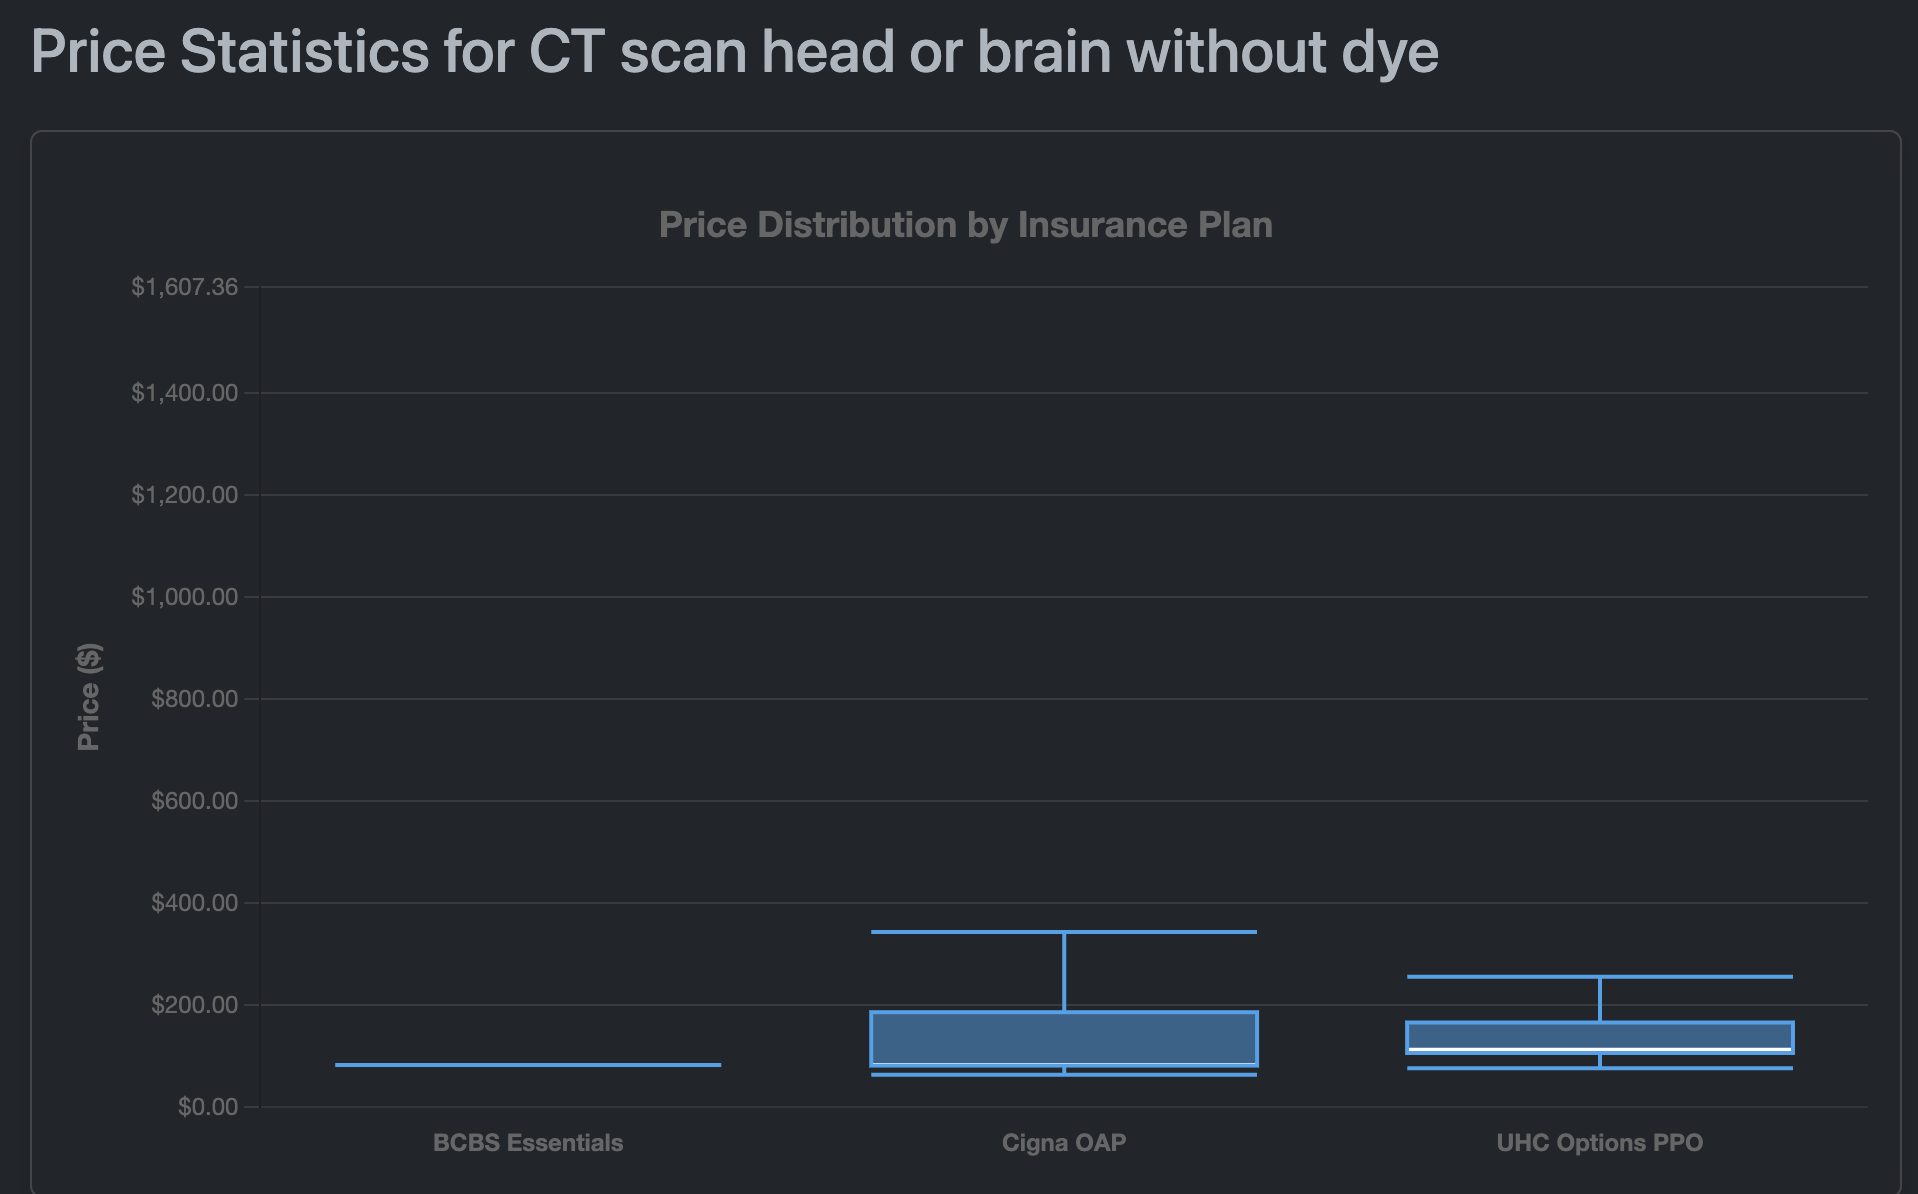 Price Statistics for CT scan head or brain without dye
Price Distribution by Insurance Plan
$1,607.36
$1,400.00
$1,200.00
$1,000.00
$800.00
$600.00
$400.00
$200.00
$0.00
Price ($)
BCBS Essentials
Cigna OAP
UHC Options PPO